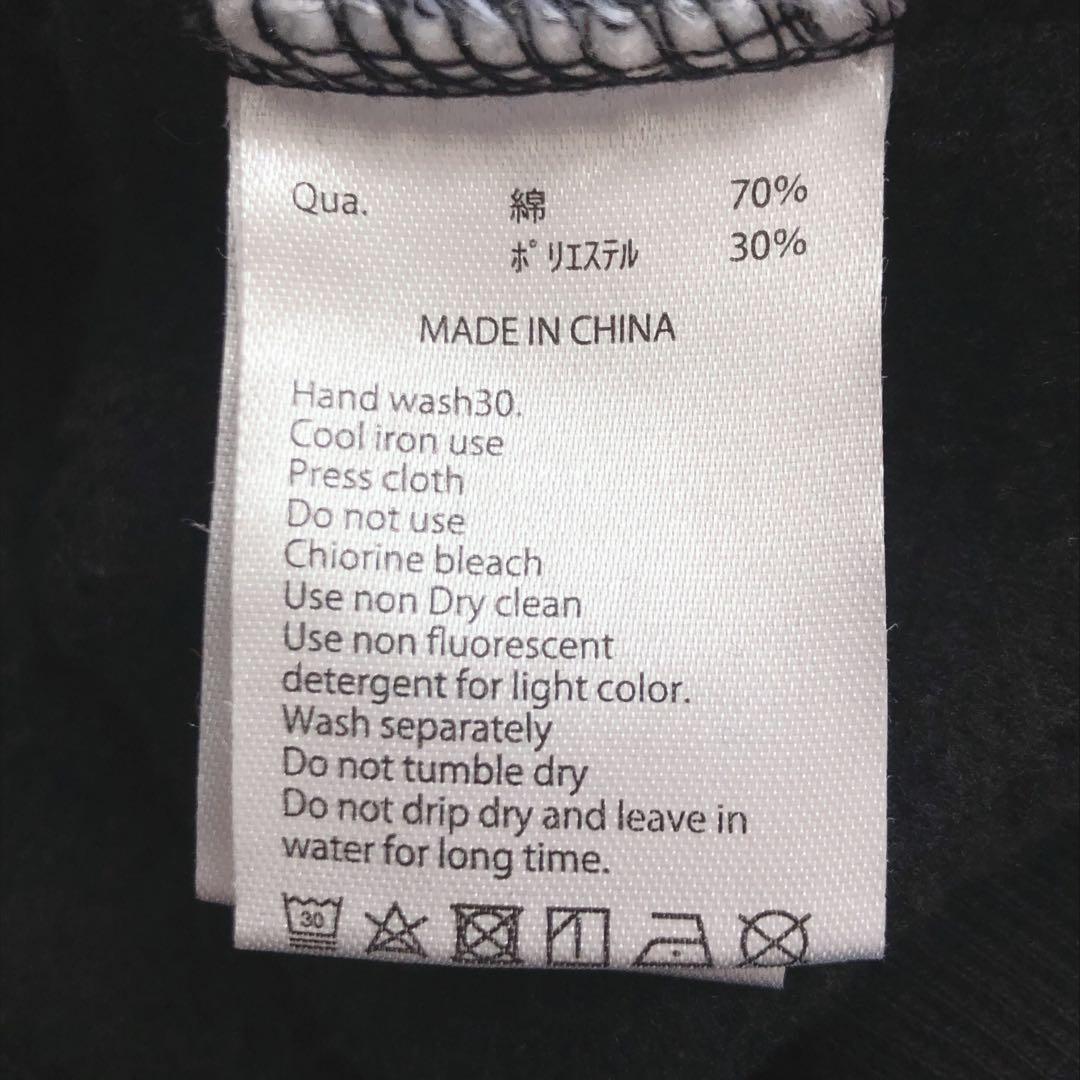 Qua. 綿 70%
ポリエステル 30%
MADE IN CHINA
Hand wash30.
Cool iron use
Press cloth
Do not use
Chiorine bleach
Use non Dry clean
Use non fluorescent
detergent for light color.
Wash separately
Do not tumble dry
Do not drip dry and leave in
water for long time.
30